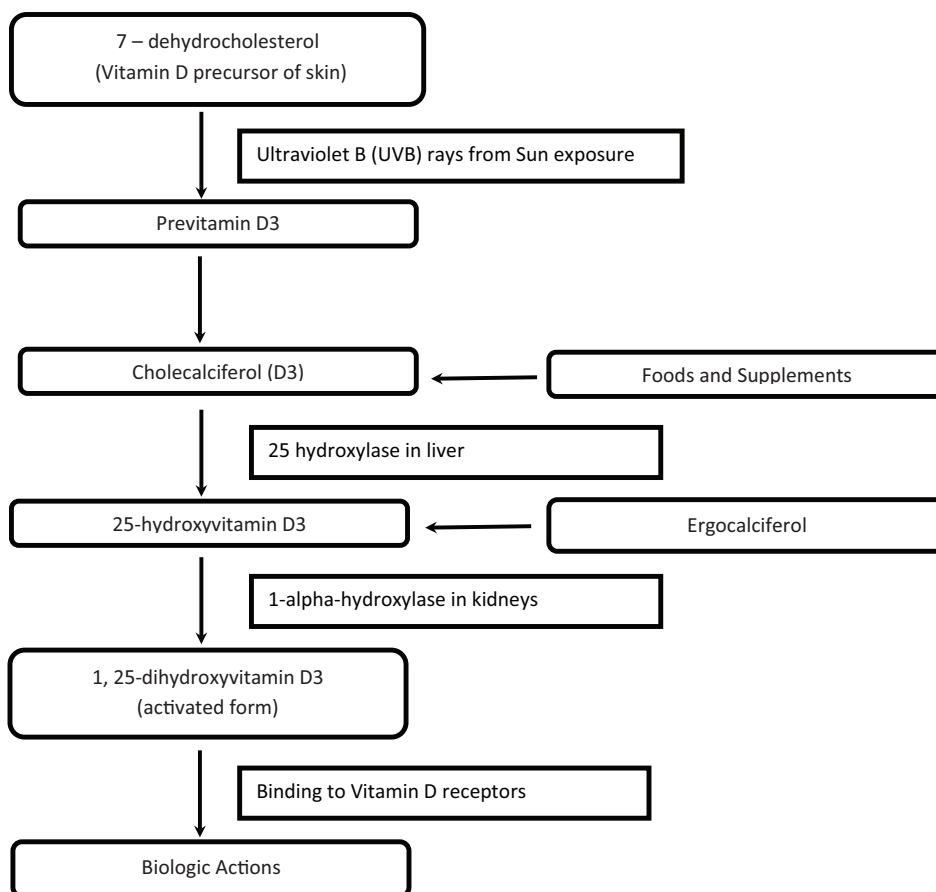 7 – dehydrocholesterol
(Vitamin D precursor of skin)
Ultraviolet B (UVB) rays from Sun exposure
Previtamin D3
Cholecalciferol (D3)
Foods and Supplements
25 hydroxylase in liver
25-hydroxyvitamin D3
Ergocalciferol
1-alpha-hydroxylase in kidneys
1, 25-dihydroxyvitamin D3
(activated form)
Binding to Vitamin D receptors
Biologic Actions